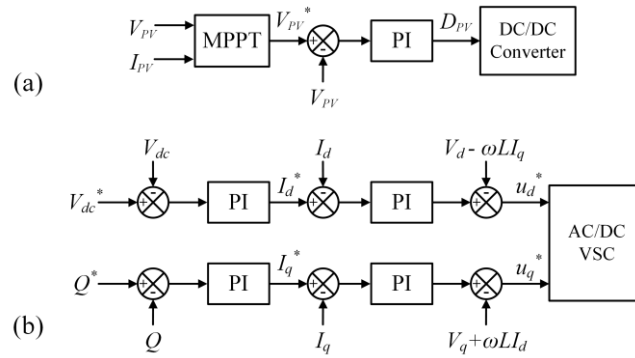 V_PV
I_PV
MPPT
V_PV^*
+
-
V_PV
PI
D_PV
DC/DC
Converter
(a)
V_dc
I_d
V_d - ωLI_q
V_dc^*
+
-
PI
I_d^*
+
-
PI
+
-
u_d^*
AC/DC
VSC
Q^*
+
-
PI
I_q^*
+
-
PI
+
-
u_q^*
Q
I_q
V_q+ωLI_d
(b)